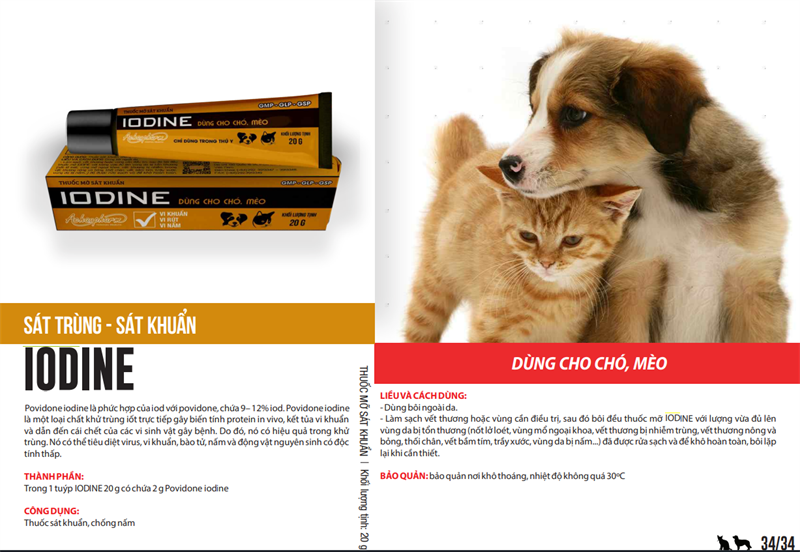 THUỐC MỠ SÁT KHUẨN
GMP - GLP - GSP
IODINE DÙNG CHO CHÓ, MÈO
CHỈ DÙNG TRONG THÚ Y
KHỐI LƯỢNG TỊNH
20 G
THUỐC MỠ SÁT KHUẨN
GMP - GLP - GSP
IODINE DÙNG CHO CHÓ, MÈO
VI KHUẨN
VI RÚT
VI NẤM
KHỐI LƯỢNG TỊNH
20 G
SÁT TRÙNG - SÁT KHUẨN
IODINE
Povidone iodine là phức hợp của iod với povidone, chứa 9– 12% iod. Povidone iodine
là một loại chất khử trùng iốt trực tiếp gây biến tính protein in vivo, kết tủa vi khuẩn
và dẫn đến cái chết của các vi sinh vật gây bệnh. Do đó, nó có hiệu quả trong khử
trùng. Nó có thể tiêu diệt virus, vi khuẩn, bào tử, nấm và động vật nguyên sinh có độc
tính thấp.
THÀNH PHẦN:
Trong 1 tuýp IODINE 20 g có chứa 2 g Povidone iodine
CÔNG DỤNG:
Thuốc sát khuẩn, chống nấm
THUỐC MỠ SÁT KHUẨN | Khối lượng tịnh: 20 g
DÙNG CHO CHÓ, MÈO
LIỀU VÀ CÁCH DÙNG:
- Dùng bôi ngoài da.
- Làm sạch vết thương hoặc vùng cần điều trị, sau đó bôi đều thuốc mỡ IODINE với lượng vừa đủ lên
vùng da bị tổn thương (nốt lở loét, vùng mổ ngoại khoa, vết thương bị nhiễm trùng, vết thương nông và
bỏng, thối chân, vết bầm tím, trầy xước, vùng da bị nấm...) đã được rửa sạch và để khô hoàn toàn, bôi lặp
lại khi cần thiết.
BẢO QUẢN: bảo quản nơi khô thoáng, nhiệt độ không quá 30ºC
34/34